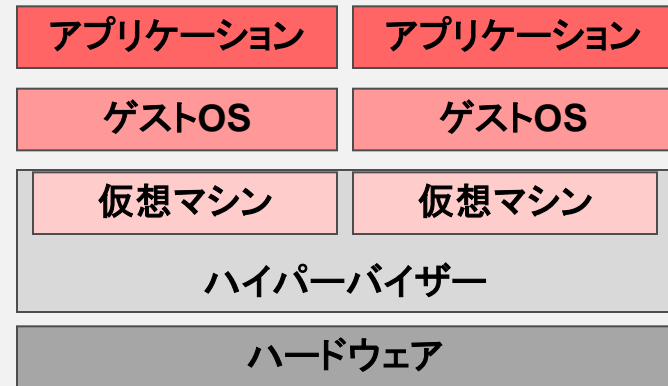 アプリケーション アプリケーション
ゲストOS ゲストOS
仮想マシン 仮想マシン
ハイパーバイザー
ハードウェア